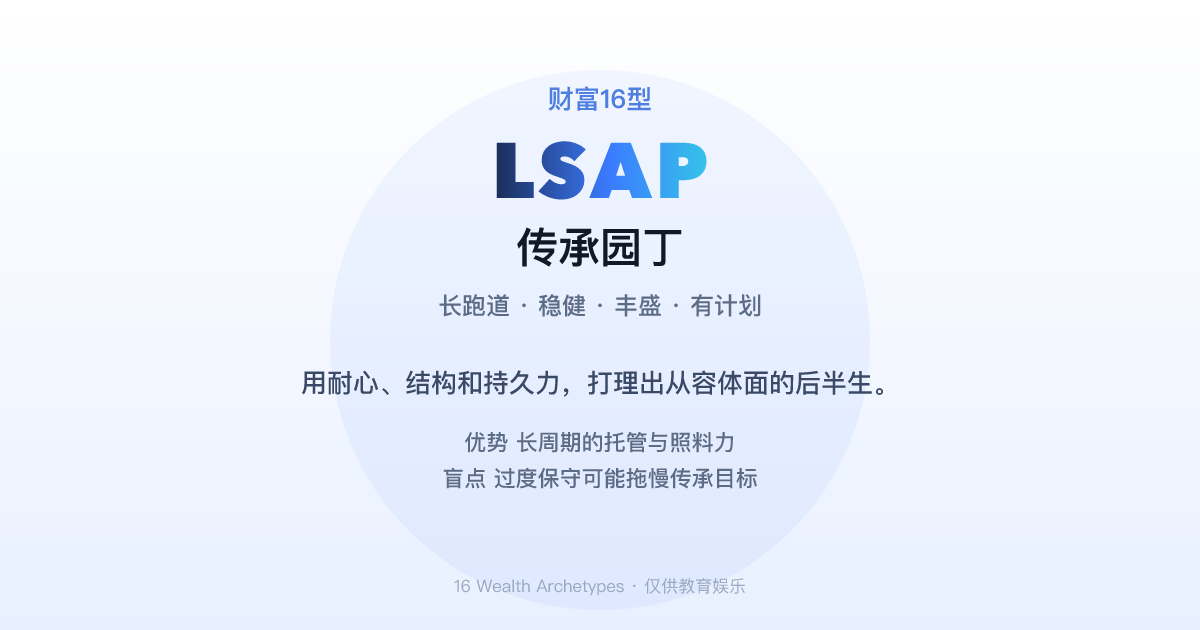 财富16型
LSAP
传承园丁
长跑道 · 稳健 · 丰盛 · 有计划
用耐心、结构和持久力，打理出从容体面的后半生。
优势 长周期的托管与照料力
盲点 过度保守可能拖慢传承目标
16 Wealth Archetypes · 仅供教育娱乐